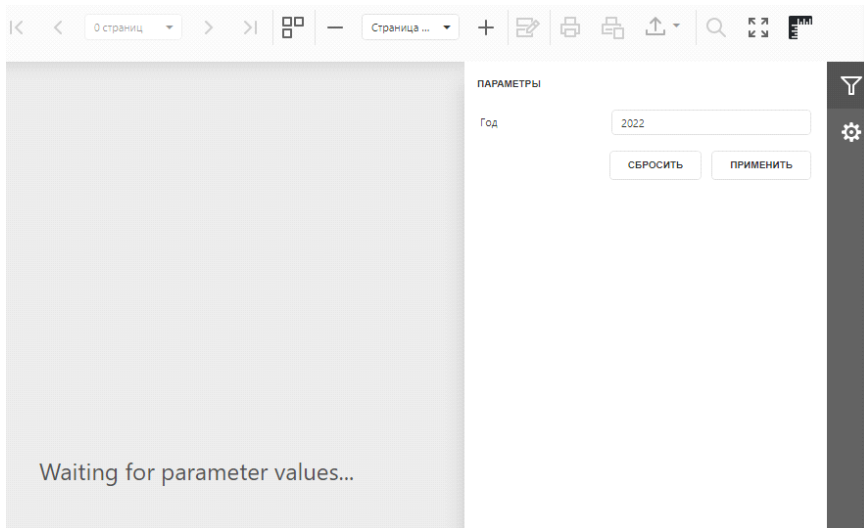 0 страниц
Страница ...
ПАРАМЕТРЫ
Год
2022
СБРОСИТЬ
ПРИМЕНИТЬ
Waiting for parameter values...